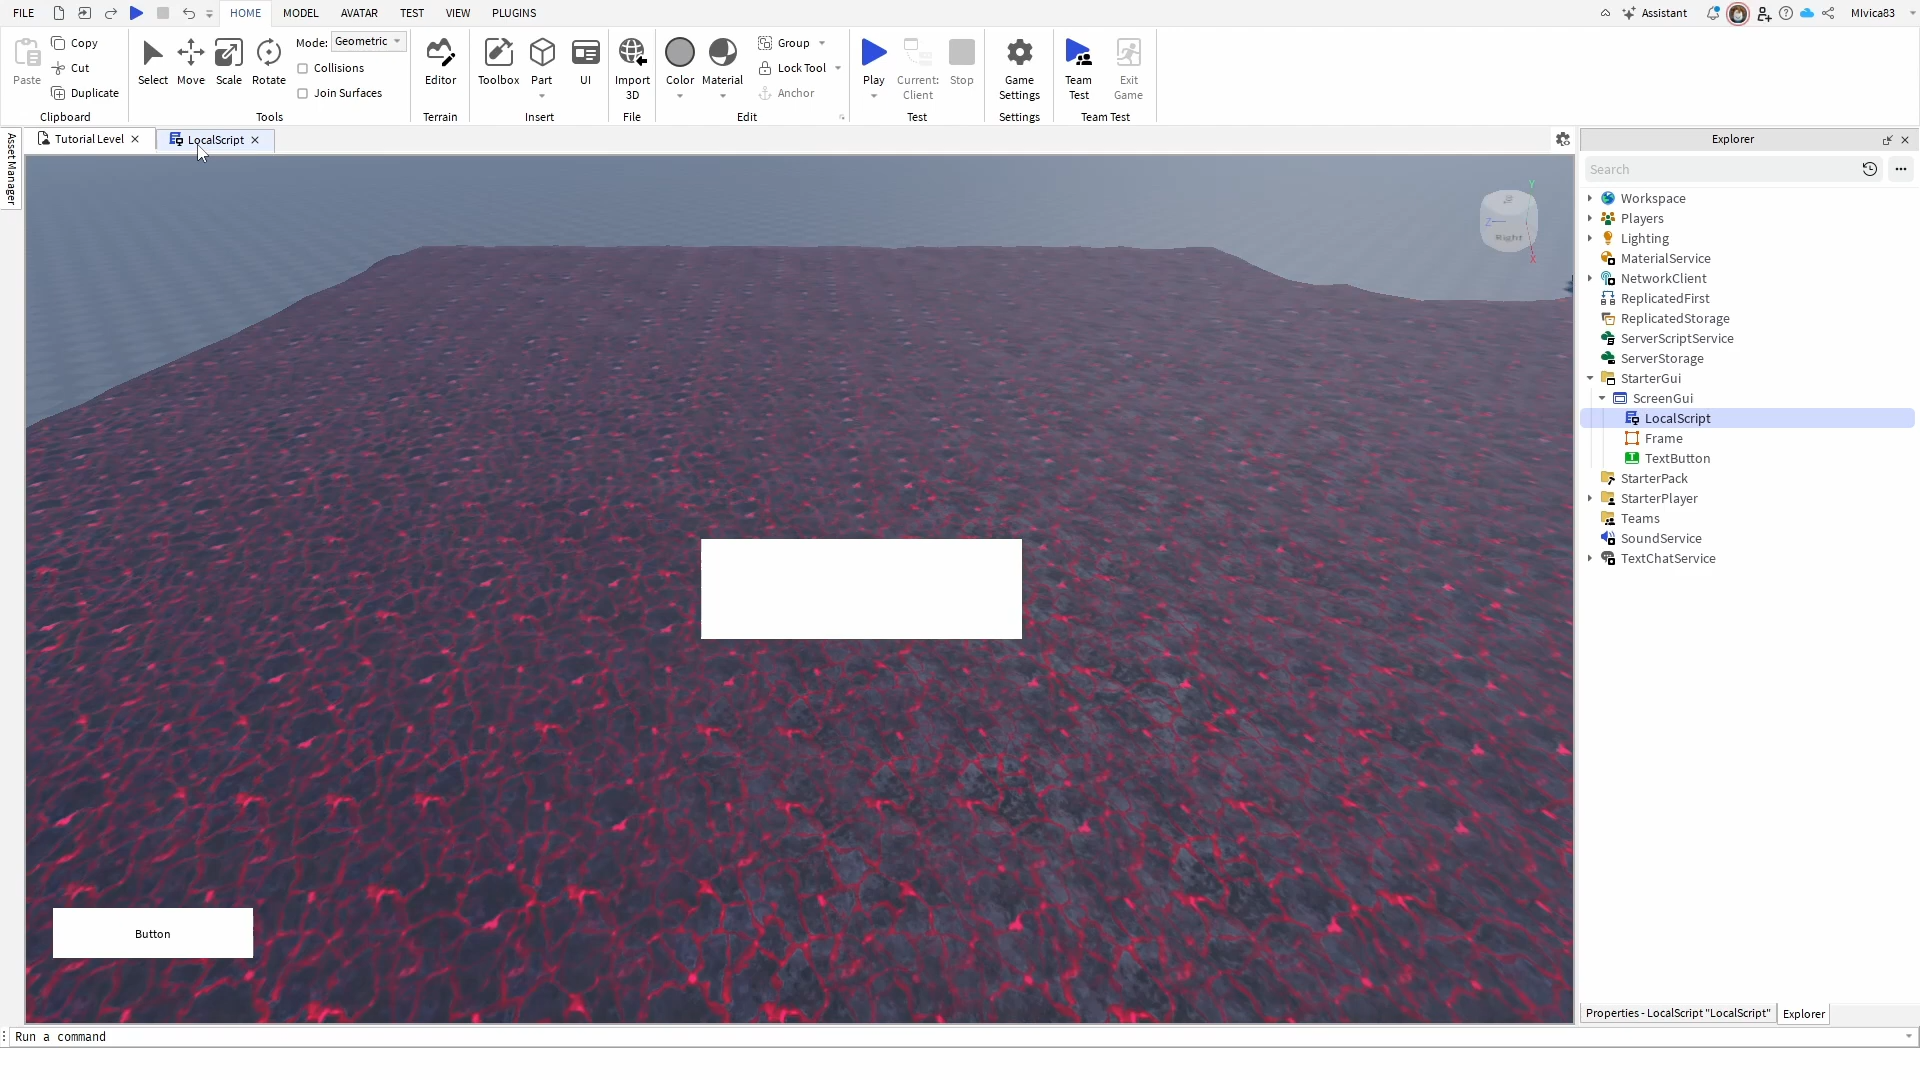 FILE HOME MODEL AVATAR TEST VIEW PLUGINS Assistant MIvica83
Paste Copy Cut Duplicate Clipboard
Select Move Scale Rotate Mode: Geometric Collisions Join Surfaces Tools
Editor Terrain
Toolbox Part UI Insert
Import 3D File
Color Material Group Lock Tool Anchor Edit
Play Current: Client Stop Test
Game Settings Settings
Team Test Exit Game Team Test
Asset Manager
Tutorial Level LocalScript
Y
Z
Right
X
Button
Explorer
Search
Workspace
Players
Lighting
MaterialService
NetworkClient
ReplicatedFirst
ReplicatedStorage
ServerScriptService
ServerStorage
StarterGui
ScreenGui
LocalScript
Frame
TextButton
StarterPack
StarterPlayer
Teams
SoundService
TextChatService
Properties - LocalScript "LocalScript" Explorer
Run a command